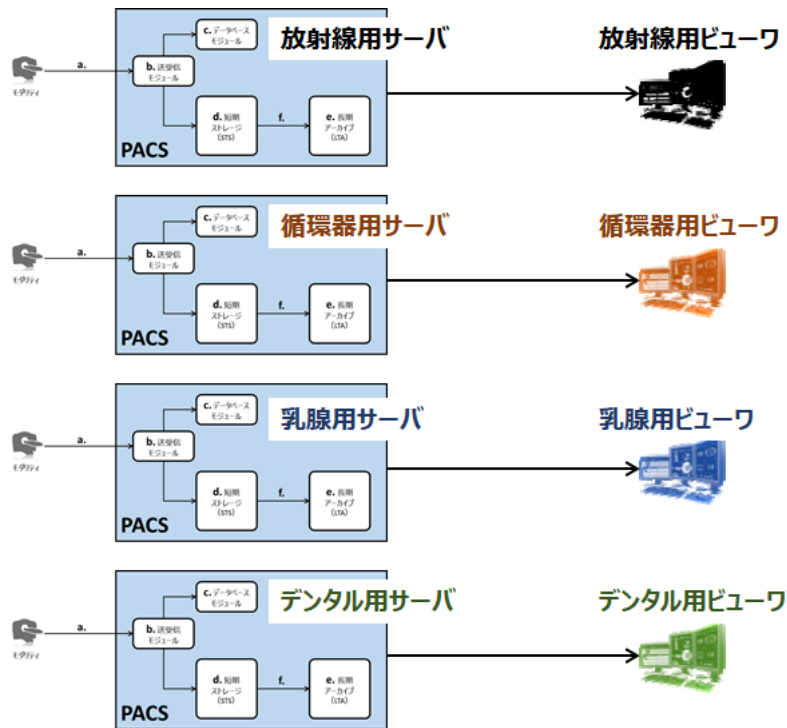 放射線用サーバ
放射線用ビューワ
c. データベース
モジュール
a.
b. 送受信
モジュール
モダリティ
d. 短期
ストレージ
(STS)
f.
e. 長期
アーカイブ
(LTA)
PACS
循環器用サーバ
循環器用ビューワ
c. データベース
モジュール
a.
b. 送受信
モジュール
モダリティ
d. 短期
ストレージ
(STS)
f.
e. 長期
アーカイブ
(LTA)
PACS
乳腺用サーバ
乳腺用ビューワ
c. データベース
モジュール
a.
b. 送受信
モジュール
モダリティ
d. 短期
ストレージ
(STS)
f.
e. 長期
アーカイブ
(LTA)
PACS
デンタル用サーバ
デンタル用ビューワ
c. データベース
モジュール
a.
b. 送受信
モジュール
モダリティ
d. 短期
ストレージ
(STS)
f.
e. 長期
アーカイブ
(LTA)
PACS